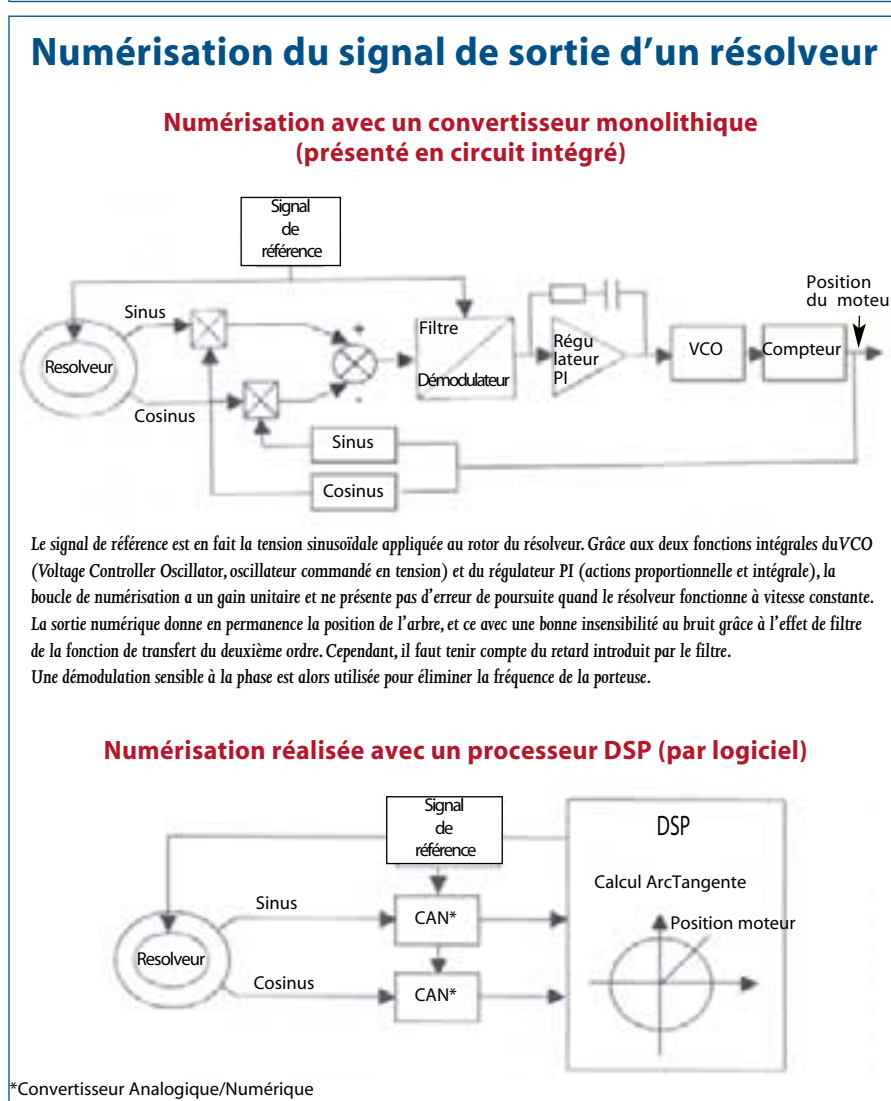 Numérisation du signal de sortie d'un résolveur
Numérisation avec un convertisseur monolithique
(présenté en circuit intégré)
Signal
de
référence
Position
du moteu
Sinus
Filtre
Régu
lateur
PI
VCO
Compteur
Resolveur
Démodulateur
+
-
Cosinus
Sinus
Cosinus
Le signal de référence est en fait la tension sinusoïdale appliquée au rotor du résolveur. Grâce aux deux fonctions intégrales du VCO
(Voltage Controller Oscillator, oscillateur commandé en tension) et du régulateur PI (actions proportionnelle et intégrale), la
boucle de numérisation a un gain unitaire et ne présente pas d'erreur de poursuite quand le résolveur fonctionne à vitesse constante.
La sortie numérique donne en permanence la position de l'arbre, et ce avec une bonne insensibilité au bruit grâce à l'effet de filtre
de la fonction de transfert du deuxième ordre. Cependant, il faut tenir compte du retard introduit par le filtre.
Une démodulation sensible à la phase est alors utilisée pour éliminer la fréquence de la porteuse.
Numérisation réalisée avec un processeur DSP (par logiciel)
Signal
de
référence
DSP
Calcul ArcTangente
Sinus
CAN*
Position moteur
Resolveur
Cosinus
CAN*
*Convertisseur Analogique/Numérique